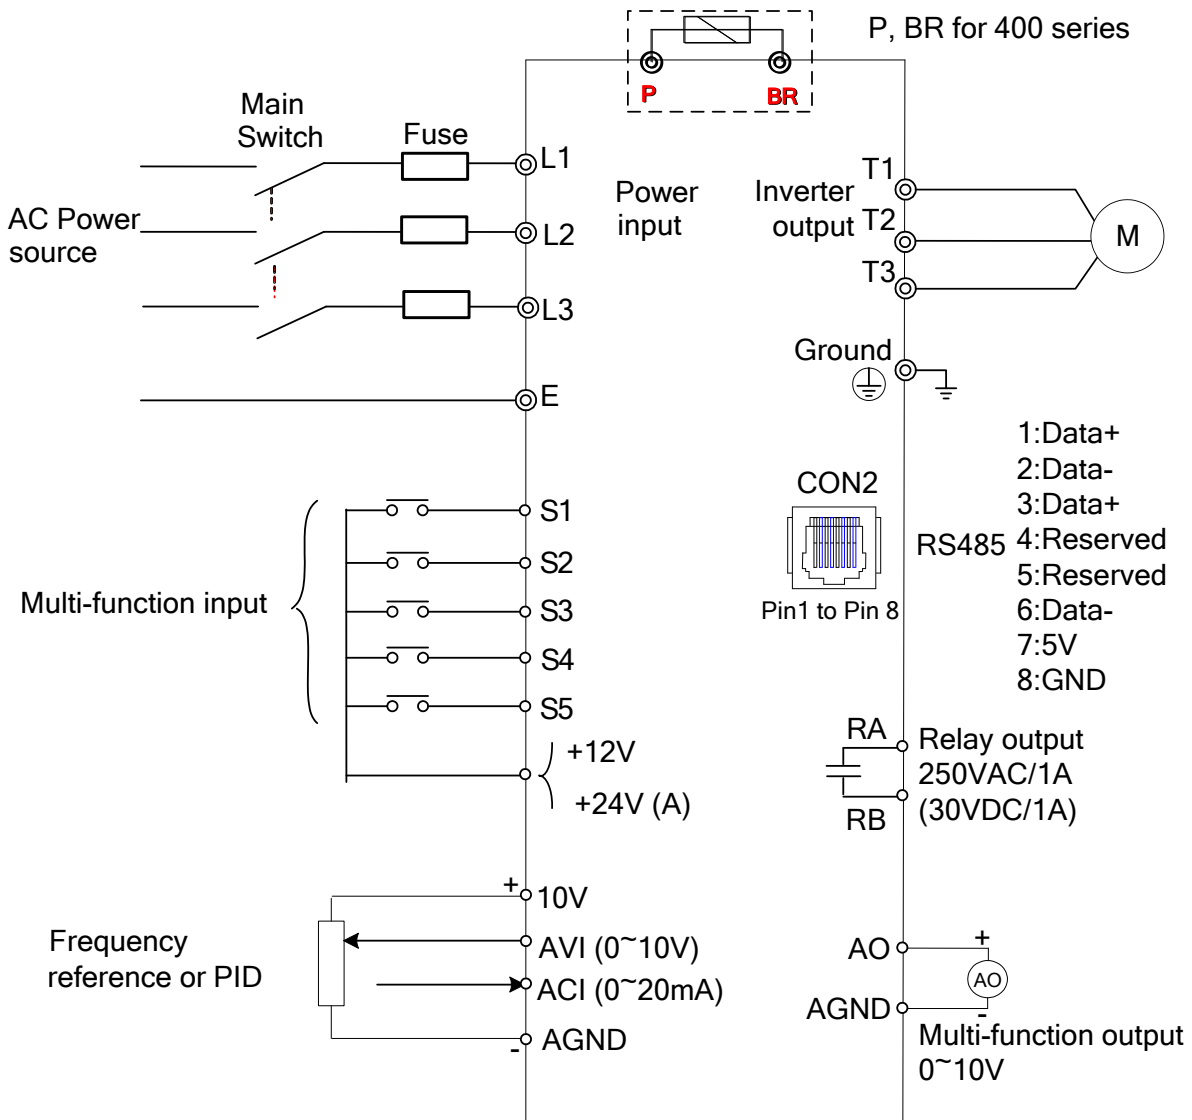 P, BR for 400 series
P
BR
Main
Switch
Fuse
L1
Power
input
Inverter
output
T1
T2
T3
M
AC Power
source
L2
L3
Ground
E
1:Data+
2:Data-
3:Data+
4:Reserved
5:Reserved
6:Data-
7:5V
8:GND
CON2
RS485
Pin1 to Pin 8
Multi-function input
S1
S2
S3
S4
S5
+12V
+24V (A)
RA
RB
Relay output
250VAC/1A
(30VDC/1A)
Frequency
reference or PID
+
10V
AVI (0~10V)
ACI (0~20mA)
-
AGND
AO
+
AO
AGND
-
Multi-function output
0~10V